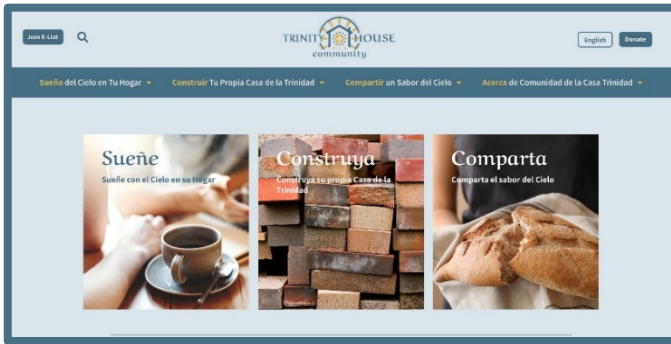 Join E-List
TRINITY HOUSE
community
English
Donate
Sueño del Cielo en Tu Hogar
Construir Tu Propia Casa de la Trinidad
Compartir un Sabor del Cielo
Acerca de Comunidad de la Casa Trinidad
Sueñe
Sueñe con el Cielo en su Hogar
Construya
Construya su propia Casa de la
Trinidad
Comparta
Comparta el sabor del Cielo